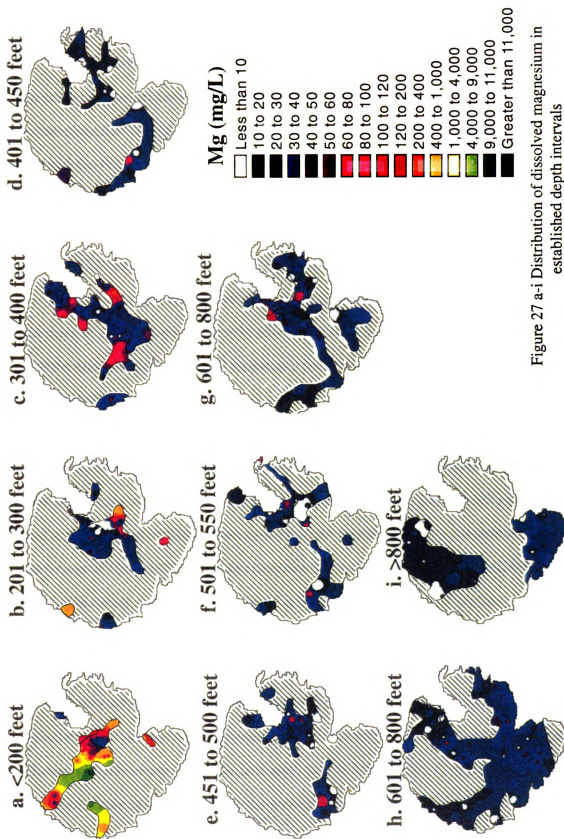 a. <200 feet
b. 201 to 300 feet
c. 301 to 400 feet
d. 401 to 450 feet
e. 451 to 500 feet
f. 501 to 550 feet
g. 601 to 800 feet
h. 601 to 800 feet
i. >800 feet
Mg (mg/L)
Less than 10
10 to 20
20 to 30
30 to 40
40 to 50
50 to 60
60 to 80
80 to 100
100 to 120
120 to 200
200 to 400
400 to 1,000
1,000 to 4,000
4,000 to 9,000
9,000 to 11,000
Greater than 11,000
Figure 27 a-i Distribution of dissolved magnesium in
established depth intervals